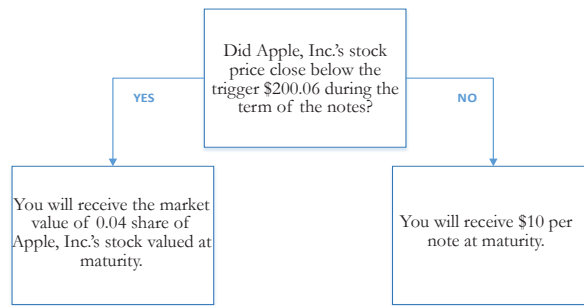 Did Apple, Inc.'s stock
price close below the
trigger $200.06 during the
term of the notes?
YES
NO
You will receive the market
value of 0.04 share of
Apple, Inc.'s stock valued at
maturity.
You will receive $10 per
note at maturity.